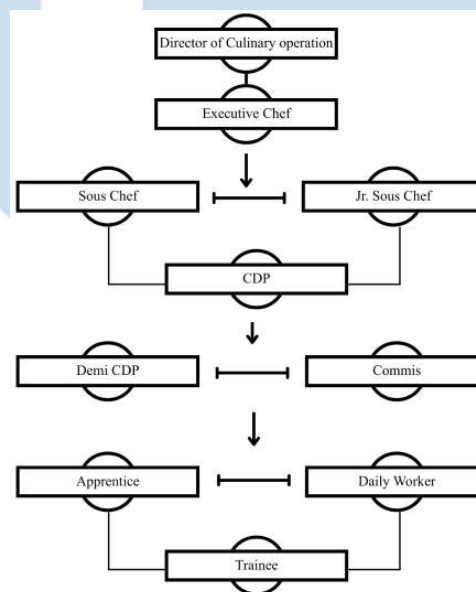 Director of Culinary operation
Executive Chef
Sous Chef
Jr. Sous Chef
CDP
Demi CDP
Commis
Apprentice
Daily Worker
Trainee